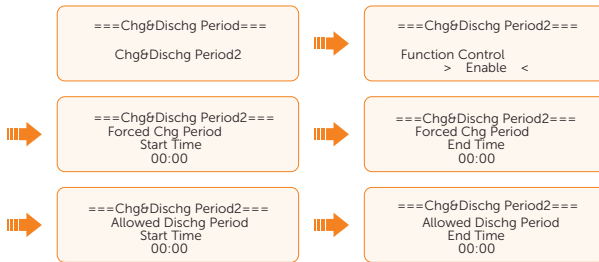 ===Chg&Dischg Period===
Chg&Dischg Period2
===Chg&Dischg Period2===
Function Control
> Enable <
===Chg&Dischg Period2===
Forced Chg Period
Start Time
00:00
===Chg&Dischg Period2===
Forced Chg Period
End Time
00:00
===Chg&Dischg Period2===
Allowed Dischg Period
Start Time
00:00
===Chg&Dischg Period2===
Allowed Dischg Period
End Time
00:00